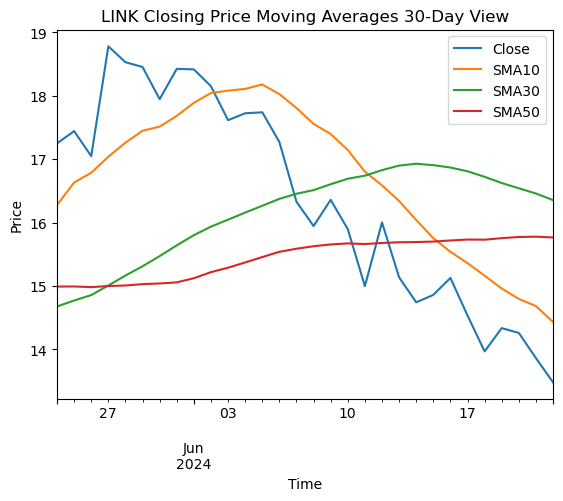 LINK Closing Price Moving Averages 30-Day View
Close
SMA10
SMA30
SMA50
Price
19
18
17
16
15
14
27
03
10
17
Jun
2024
Time